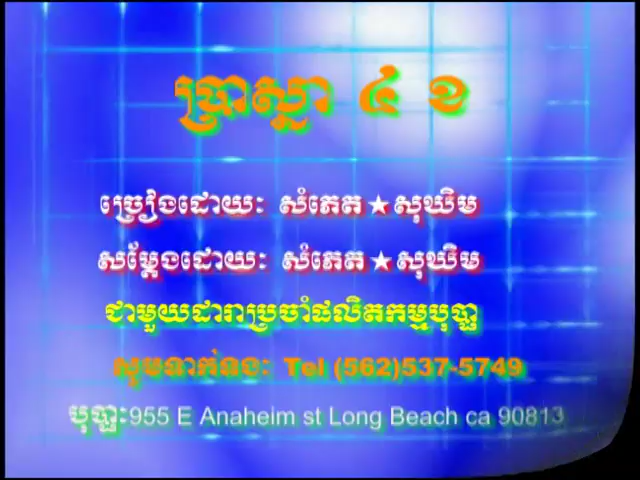 ប្រាស្នា ៤ ខ
ច្រៀងដោយៈ សំភេត★សុឃិម
សម្ដែងដោយៈ សំភេត★សុឃិម
ជាមួយដារាប្រចាំផលិតកម្មបុប្ផា
សូមទាក់ទងៈ Tel (562)537-5749
បុប្ផាៈ955 E Anaheim st Long Beach ca 90813